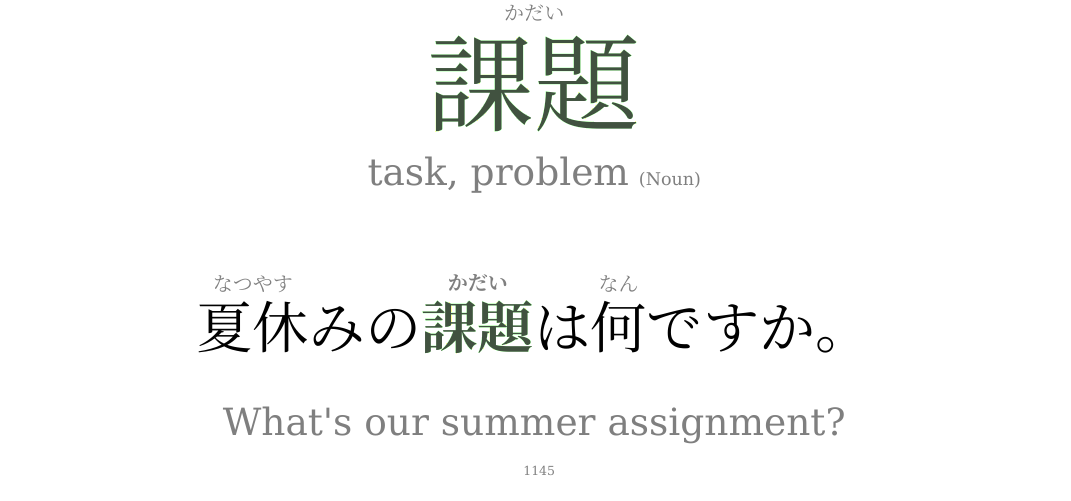 かだい
課題
task, problem (Noun)
なつやす かだい なん
夏休みの課題は何ですか。
What's our summer assignment?
1145